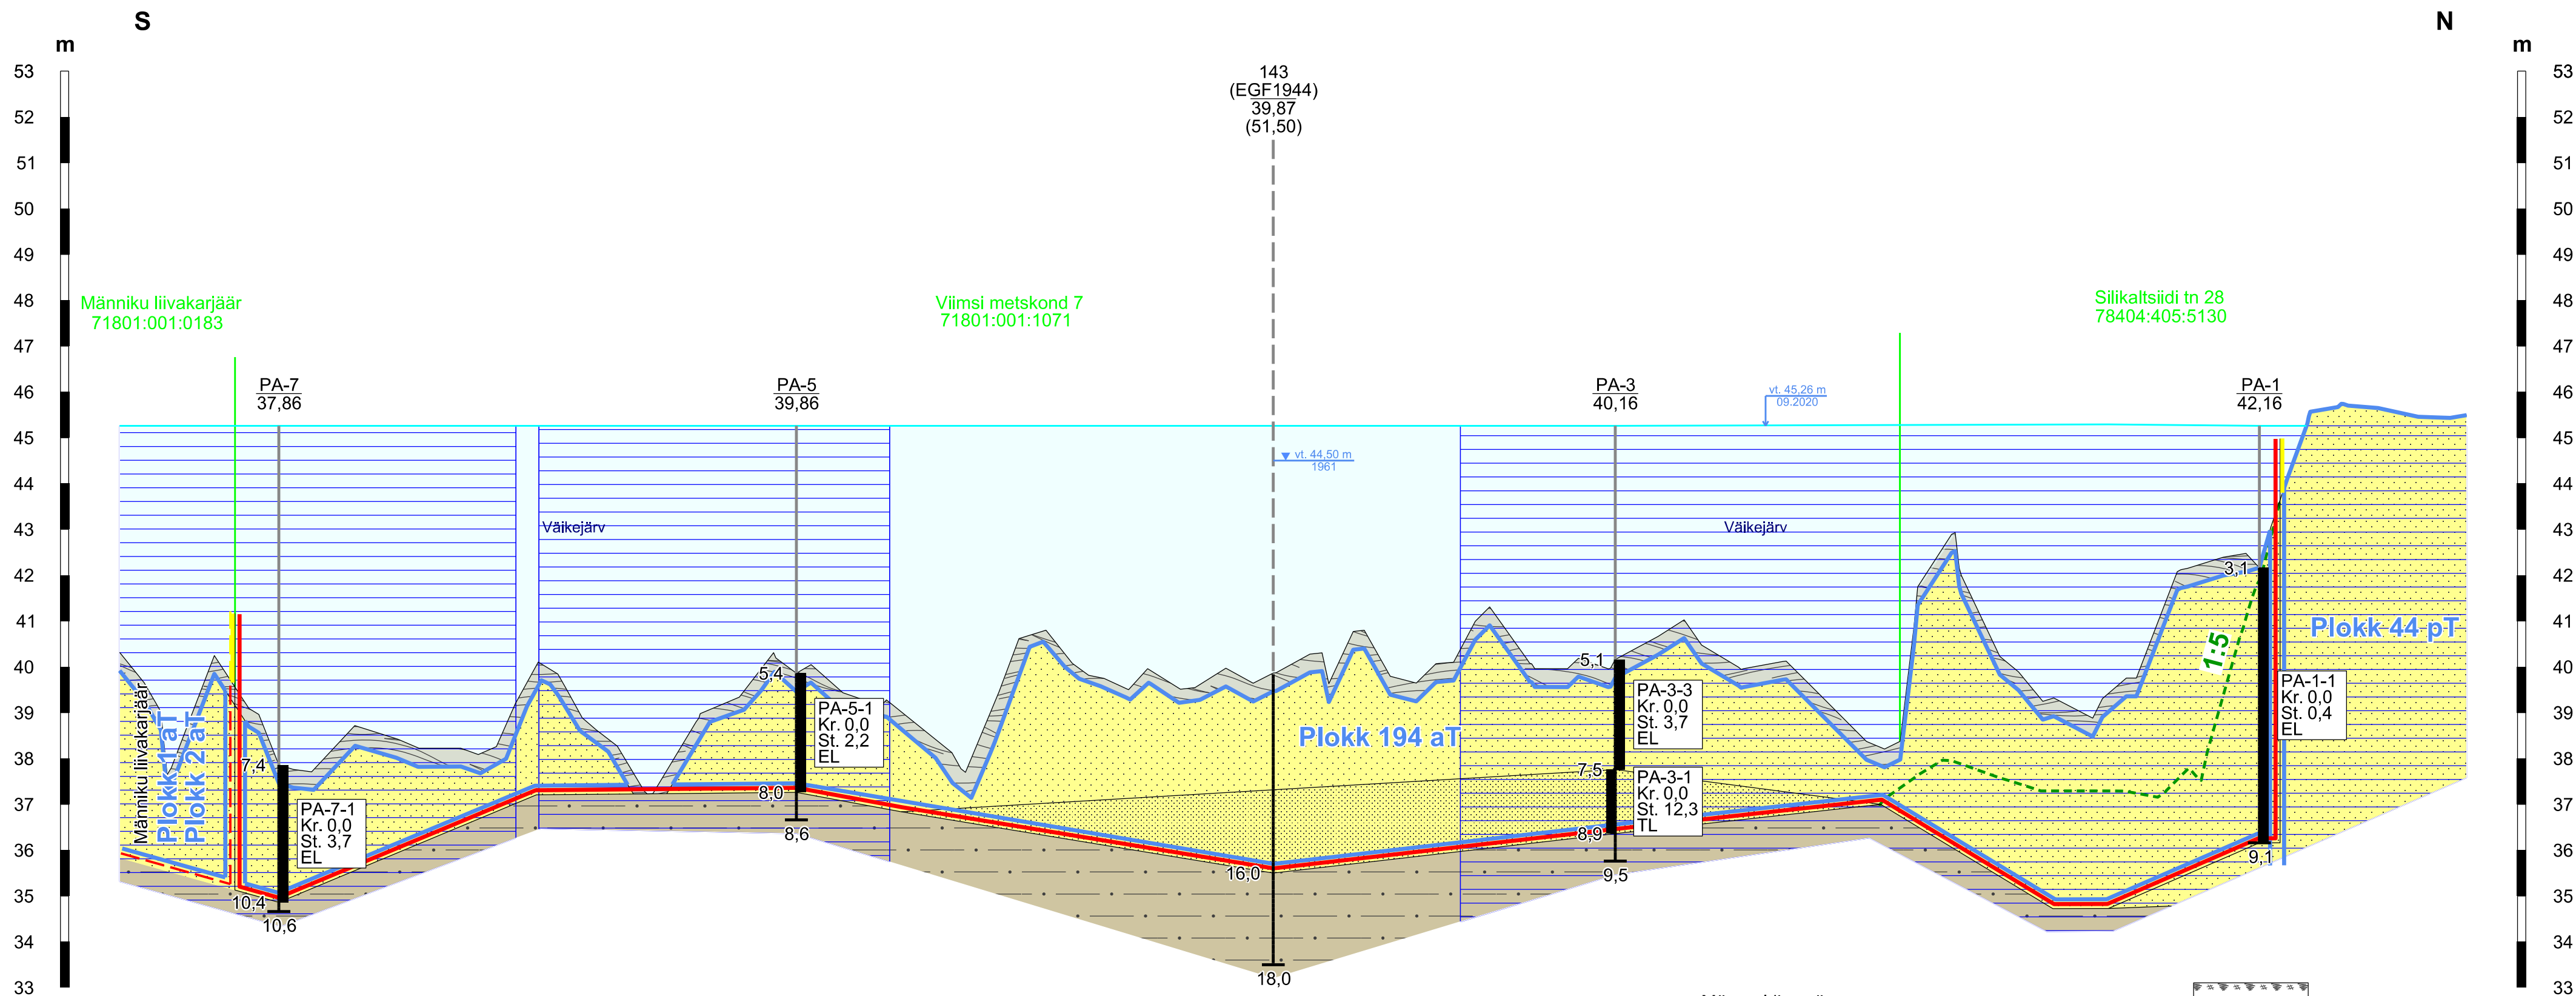 S
N
m
m
53
52
51
50
49
48
47
46
45
44
43
42
41
40
39
38
37
36
35
34
33
143
(EGF1944)
39,87
(51,50)
Männiku liivakarjäär
71801:001:0183
Viimsi metskond 7
71801:001:1071
Silikaltsiidi tn 28
78404:405:5130
PA-7
37,86
PA-5
39,86
PA-3
40,16
vt. 45,26 m
09.2020
PA-1
42,16
vt. 44,50 m
1961
Väikejärv
Väikejärv
Männiku liivakarjäär
Plokk 1 aT
Plokk 2 aT
7,4
PA-7-1
Kr. 0,0
St. 3,7
EL
10,4
10,6
5,4
PA-5-1
Kr. 0,0
St. 2,2
EL
8,0
8,6
Plokk 194 aT
16,0
18,0
5,1
PA-3-3
Kr. 0,0
St. 3,7
EL
7,5
PA-3-1
Kr. 0,0
St. 12,3
TL
8,9
9,5
1:5
3,1
PA-1-1
Kr. 0,0
St. 0,4
EL
9,1
Plokk 44 pT
53
52
51
50
49
48
47
46
45
44
43
42
41
40
39
38
37
36
35
34
33